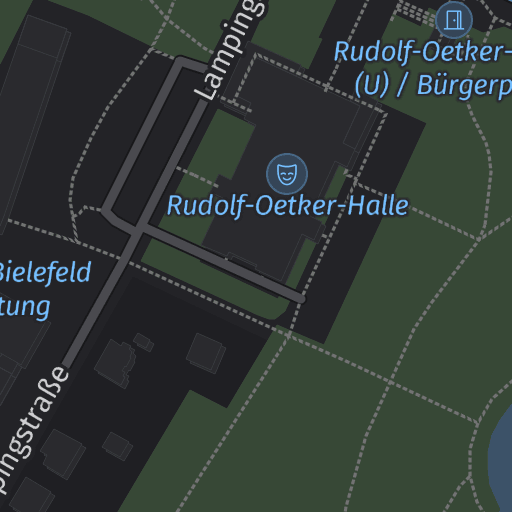 Lamping
Rudolf-Oetker-
(U) / Bürgerp
Rudolf-Oetker-Halle
Bielefeld
tung
pingstraße